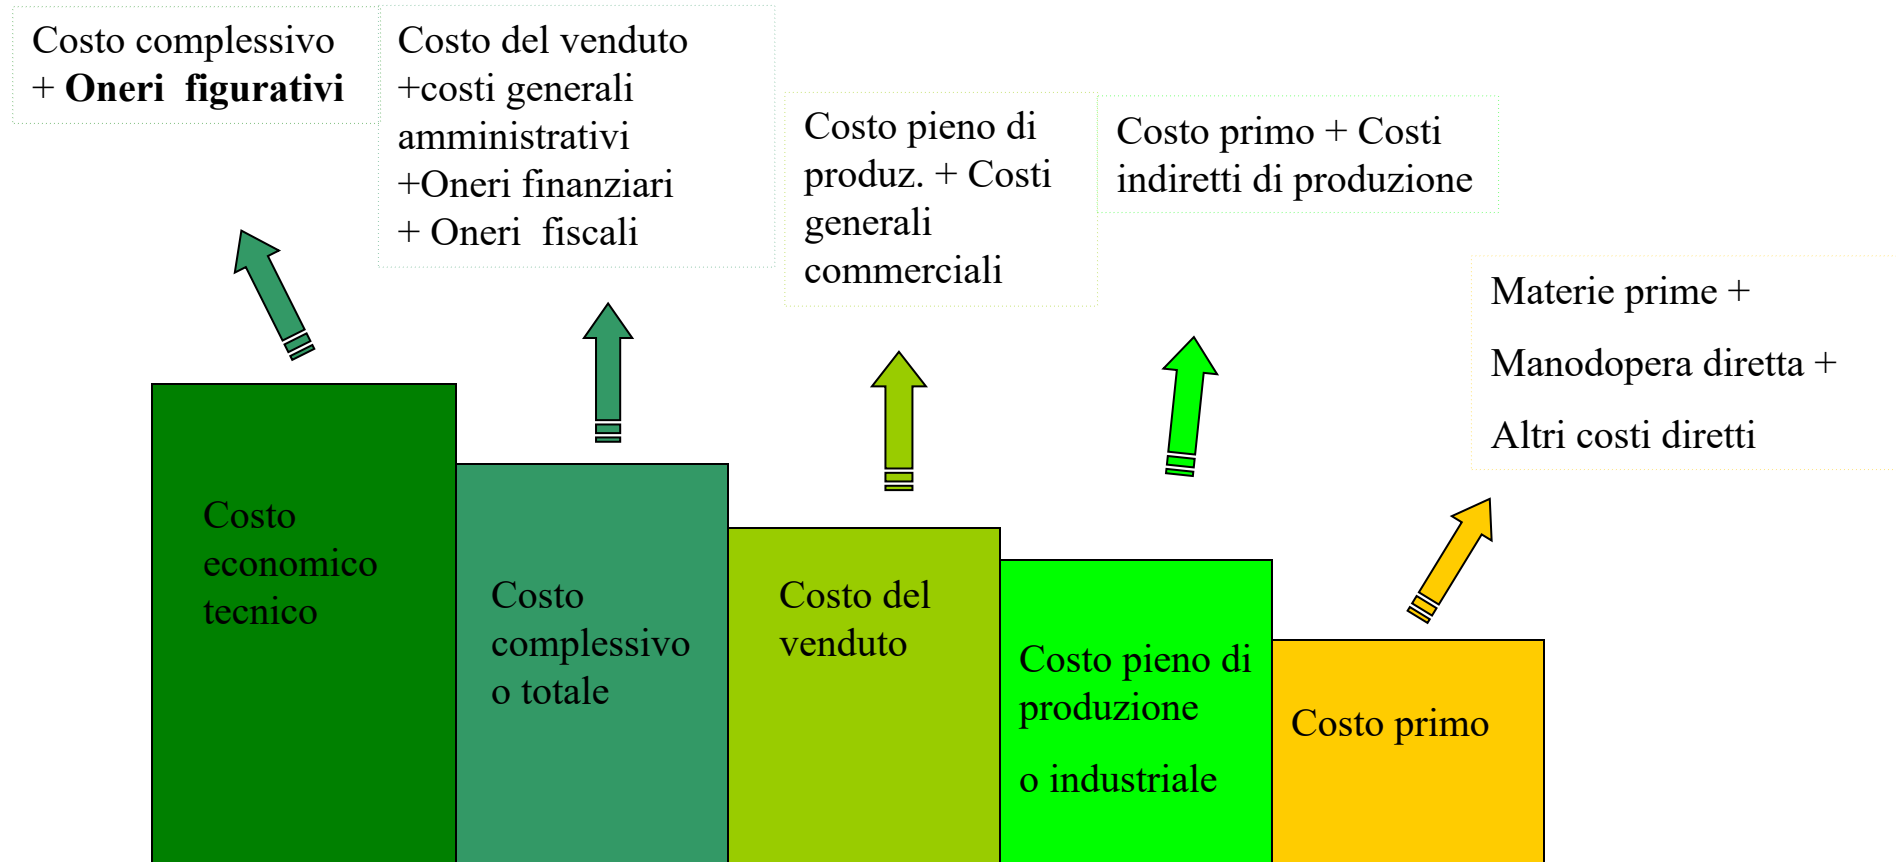 Costo complessivo
+ Oneri figurativi
Costo del venduto
+costi generali
amministrativi
+Oneri finanziari
+ Oneri fiscali
Costo pieno di
produz. + Costi
generali
commerciali
Costo primo + Costi
indiretti di produzione
Materie prime +
Manodopera diretta +
Altri costi diretti
Costo
economico
tecnico
Costo
complessivo
o totale
Costo del
venduto
Costo pieno di
produzione
o industriale
Costo primo